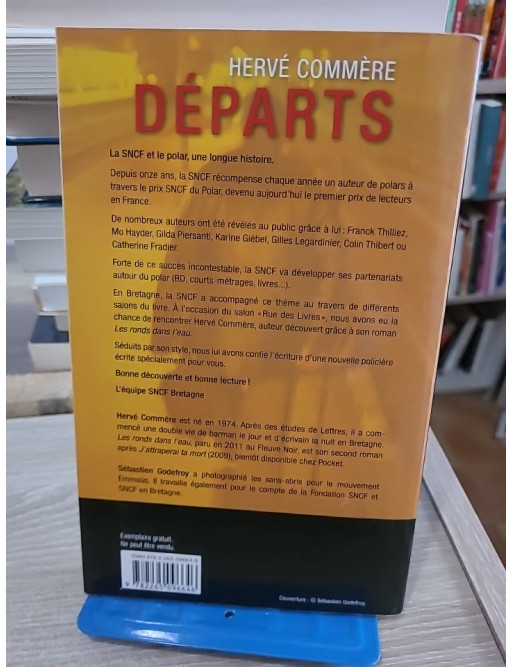 HERVÉ COMMÈRE
DÉPARTS
La SNCF et le polar, une longue histoire.
Depuis onze ans, la SNCF récompense chaque année un auteur de polars à
travers le prix SNCF du Polar, devenu aujourd'hui le premier prix de lecteurs
en France.
De nombreux auteurs ont été révélés au public grâce à lui : Franck Thilliez,
Mo Hayder, Gilda Piersanti, Karine Giébel, Gilles Legardinier, Colin Thibert ou
Catherine Fradier.
Forte de ce succès incontestable, la SNCF va développer ses partenariats
autour du polar (BD, courts-métrages, livres...).
En Bretagne, la SNCF a accompagné ce thème au travers de différents
salons du livre. À l'occasion du salon «Rue des Livres», nous avons eu la
chance de rencontrer Hervé Commère, auteur découvert grâce à son roman
Les ronds dans l'eau.
Séduits par son style, nous lui avons confié l'écriture d'une nouvelle policière
écrite spécialement pour vous.
Bonne découverte et bonne lecture !
L'équipe SNCF Bretagne
Hervé Commère est né en 1974. Après des études de Lettres, il a com-
mencé une double vie de barman le jour et d'écrivain la nuit en Bretagne.
Les ronds dans l'eau, paru en 2011 au Fleuve Noir, est son second roman
après J'attraperai ta mort (2009), bientôt disponible chez Pocket.
Sébastien Godefroy a photographié les sans-abris pour le mouvement
Emmaüs. Il travaille également pour le compte de la Fondation SNCF et
SNCF en Bretagne.
Exemplaire gratuit.
Ne peut être vendu.
9 782265 096646
Couverture : © Sébastien Godefroy